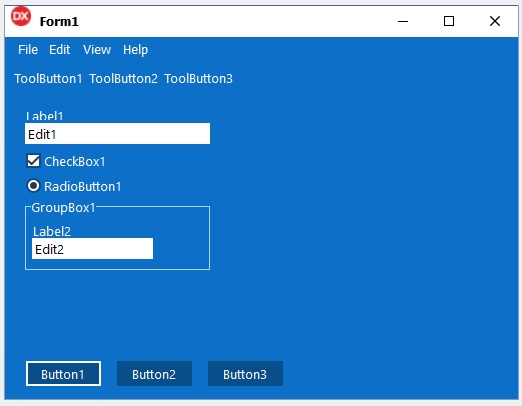 DX Form1
File Edit View Help
ToolButton1 ToolButton2 ToolButton3
Label1
Edit1
CheckBox1
RadioButton1
GroupBox1
Label2
Edit2
Button1 Button2 Button3